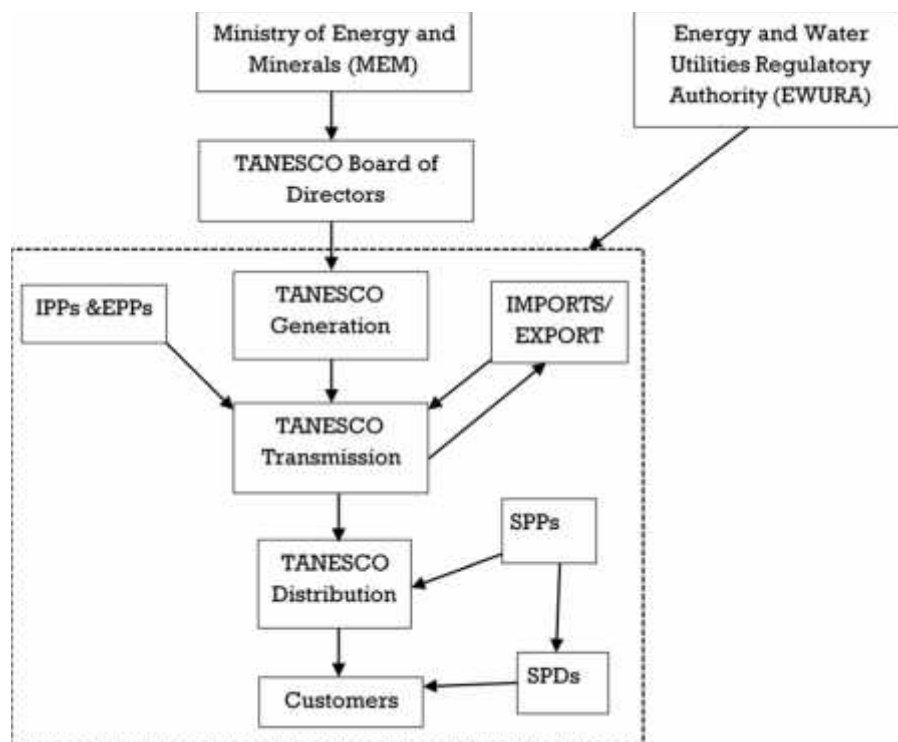 Ministry of Energy and
Minerals (MEM)
Energy and Water
Utilities Regulatory
Authority (EWURA)
TANESCO Board of
Directors
IPPs &EPPs
TANESCO
Generation
IMPORTS/
EXPORT
TANESCO
Transmission
SPPs
TANESCO
Distribution
SPDs
Customers